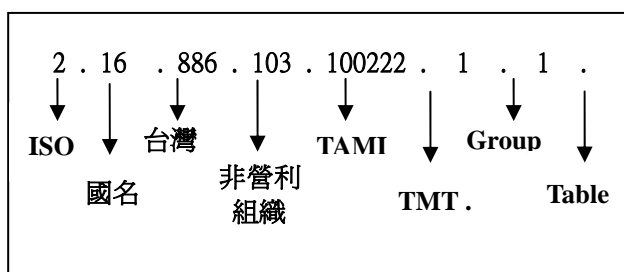 2 . 16 . 886 . 103 . 100222 . 1 . 1 .
ISO
台灣
TAMI
Group
國名
非營利
組織
TMT .
Table